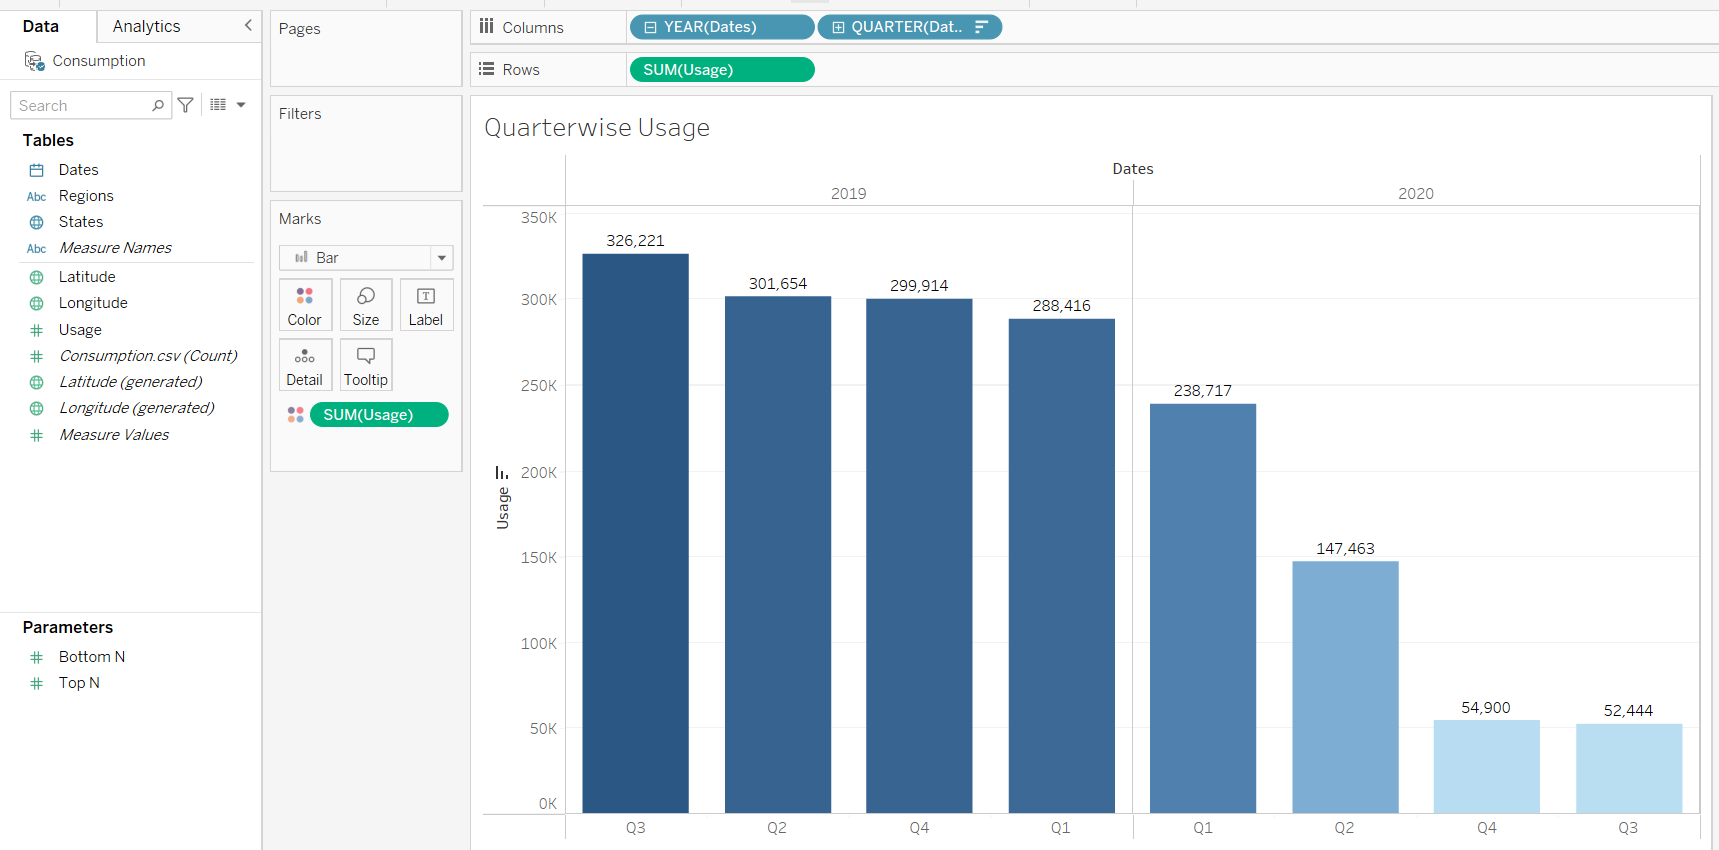 Data
Analytics
Consumption
Search
Tables
Dates
Abc Regions
States
Abc Measure Names
Latitude
Longitude
Usage
Consumption.csv (Count)
Latitude (generated)
Longitude (generated)
Measure Values
Parameters
Bottom N
Top N
Pages
Filters
Marks
Bar
Color Size Label
Detail Tooltip
SUM(Usage)
Columns YEAR(Dates) QUARTER(Dat..
Rows SUM(Usage)
Quarterwise Usage
Dates
2019 2020
350K
300K
250K
200K
150K
100K
50K
0K
Usage
326,221
301,654
299,914
288,416
238,717
147,463
54,900
52,444
Q3 Q2 Q4 Q1 Q1 Q2 Q4 Q3